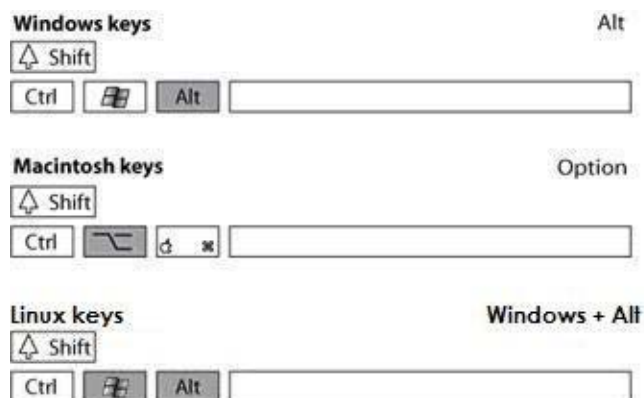 Windows keys Alt
Shift
Ctrl Alt
Macintosh keys Option
Shift
Ctrl ⌥ ⌘
Linux keys Windows + Alt
Shift
Ctrl Alt